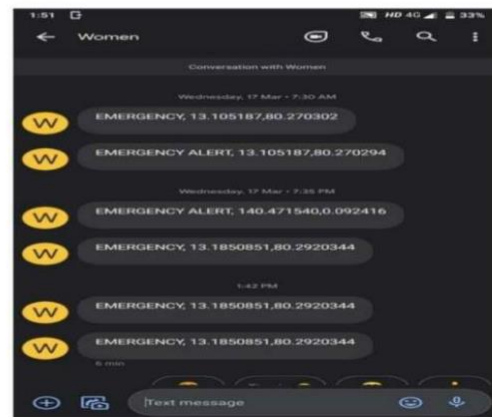 1:51 HD 4G 33%
Women
Conversation with Women
Wednesday, 17 Mar • 7:30 AM
W EMERGENCY, 13.105187,80.270302
W EMERGENCY ALERT, 13.105187,80.270294
Wednesday, 17 Mar • 7:35 PM
W EMERGENCY ALERT, 140.471540,0.092416
W EMERGENCY, 13.1850851,80.2920344
1:42 PM
W EMERGENCY, 13.1850851,80.2920344
W EMERGENCY, 13.1850851,80.2920344
6 min
Text message